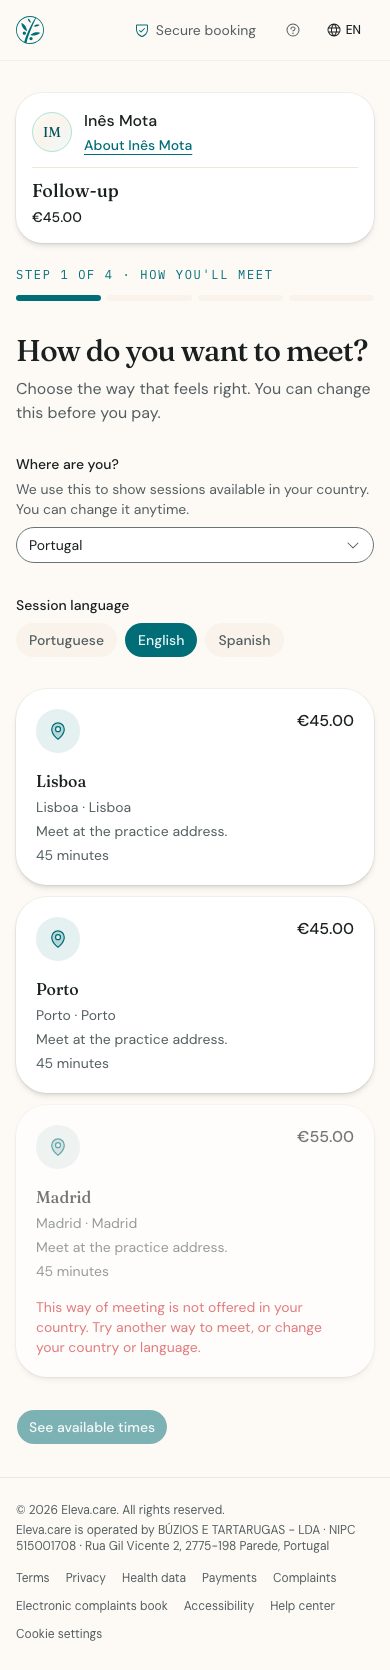 Secure booking
EN
IM
Inês Mota
About Inês Mota
Follow-up
€45.00
STEP 1 OF 4 · HOW YOU'LL MEET
How do you want to meet?
Choose the way that feels right. You can change
this before you pay.
Where are you?
We use this to show sessions available in your country.
You can change it anytime.
Portugal
Session language
Portuguese
English
Spanish
€45.00
Lisboa
Lisboa · Lisboa
Meet at the practice address.
45 minutes
€45.00
Porto
Porto · Porto
Meet at the practice address.
45 minutes
€55.00
Madrid
Madrid · Madrid
Meet at the practice address.
45 minutes
This way of meeting is not offered in your
country. Try another way to meet, or change
your country or language.
See available times
© 2026 Eleva.care. All rights reserved.
Eleva.care is operated by BÚZIOS E TARTARUGAS - LDA · NIPC
515001708 · Rua Gil Vicente 2, 2775-198 Parede, Portugal
Terms Privacy Health data Payments Complaints
Electronic complaints book Accessibility Help center
Cookie settings